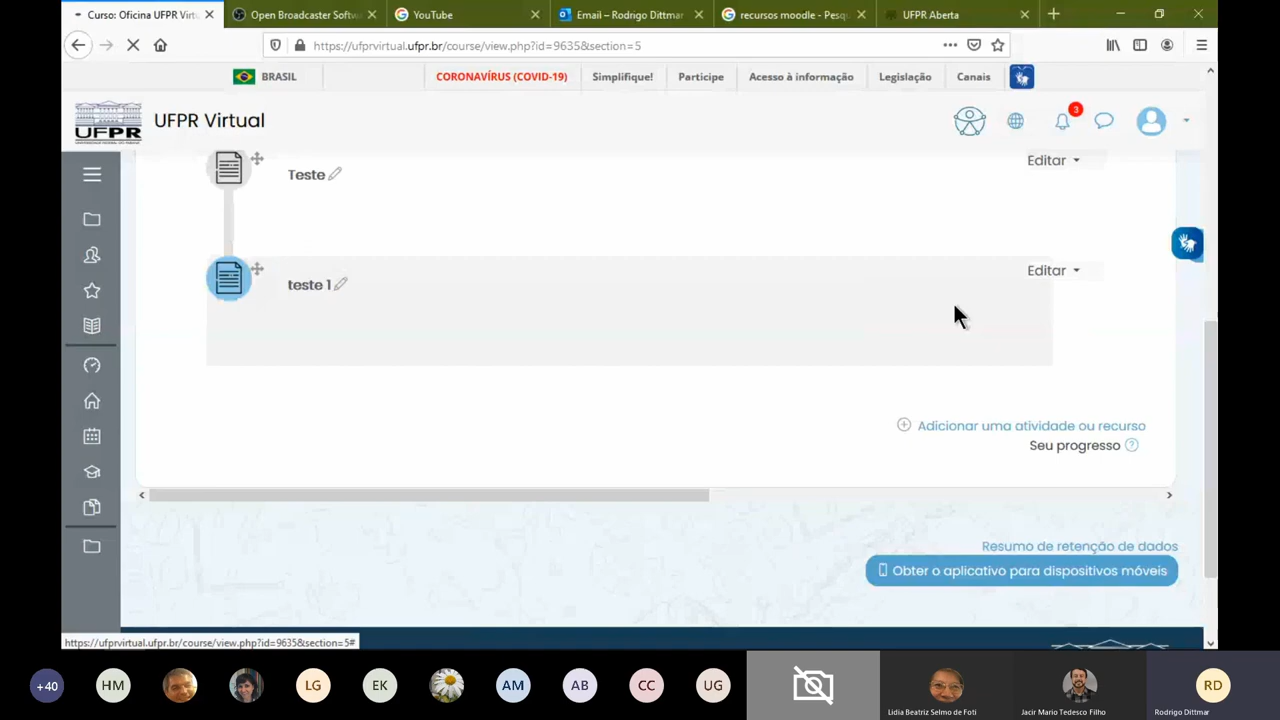 Curso: Oficina UFPR Virtu
Open Broadcaster Softw
YouTube
Email – Rodrigo Dittmar
recursos moodle - Pesqu
UFPR Aberta
https://ufprvirtual.ufpr.br/course/view.php?id=9635&section=5
BRASIL
CORONAVÍRUS (COVID-19)
Simplifique!
Participe
Acesso à informação
Legislação
Canais
UFPR
UFPR Virtual
3
Teste
Editar
teste 1
Editar
Adicionar uma atividade ou recurso
Seu progresso
Resumo de retenção de dados
Obter o aplicativo para dispositivos móveis
https://ufprvirtual.ufpr.br/course/view.php?id=9635&section=5#
+40
HM
LG
EK
AM
AB
CC
UG
RD
Lidia Beatriz Selmo de Foti
Jacir Mario Tedesco Filho
Rodrigo Dittmar